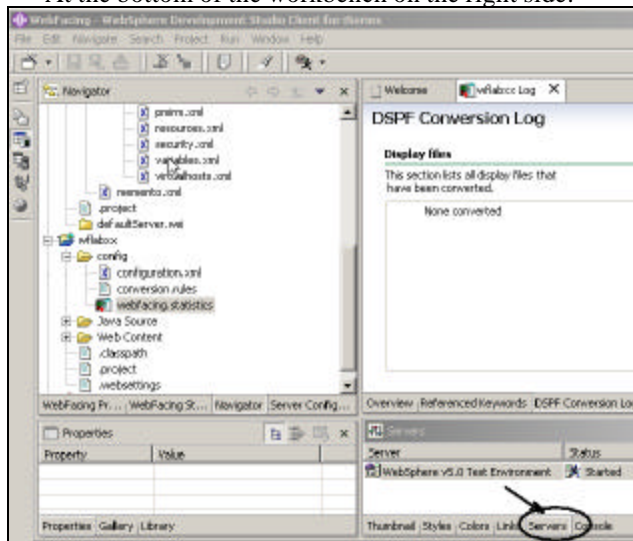 At the bottom of the workbench on the right side.
WebFacing - WebSphere Development Studio Client for iSeries
File Edit Navigate Search Project Run Window Help
Navigator
Welcome wflabxx Log
prefs.xml
resources.xml
security.xml
variables.xml
virtualhosts.xml
memento.xml
.project
defaultServer.wei
wflabxx
config
configuration.xml
conversion.rules
webfacing.statistics
Java Source
Web Content
.classpath
.project
.websettings
DSPF Conversion Log
Display files
This section lists all display files that
have been converted.
None converted
WebFacing Pr... WebFacing St... Navigator Server Config...
Overview Referenced Keywords DSPF Conversion Lo
Properties
Property Value
Servers
Server Status
WebSphere v5.0 Test Environment Started
Properties Gallery Library
Thumbnail Styles Colors Links Servers Console